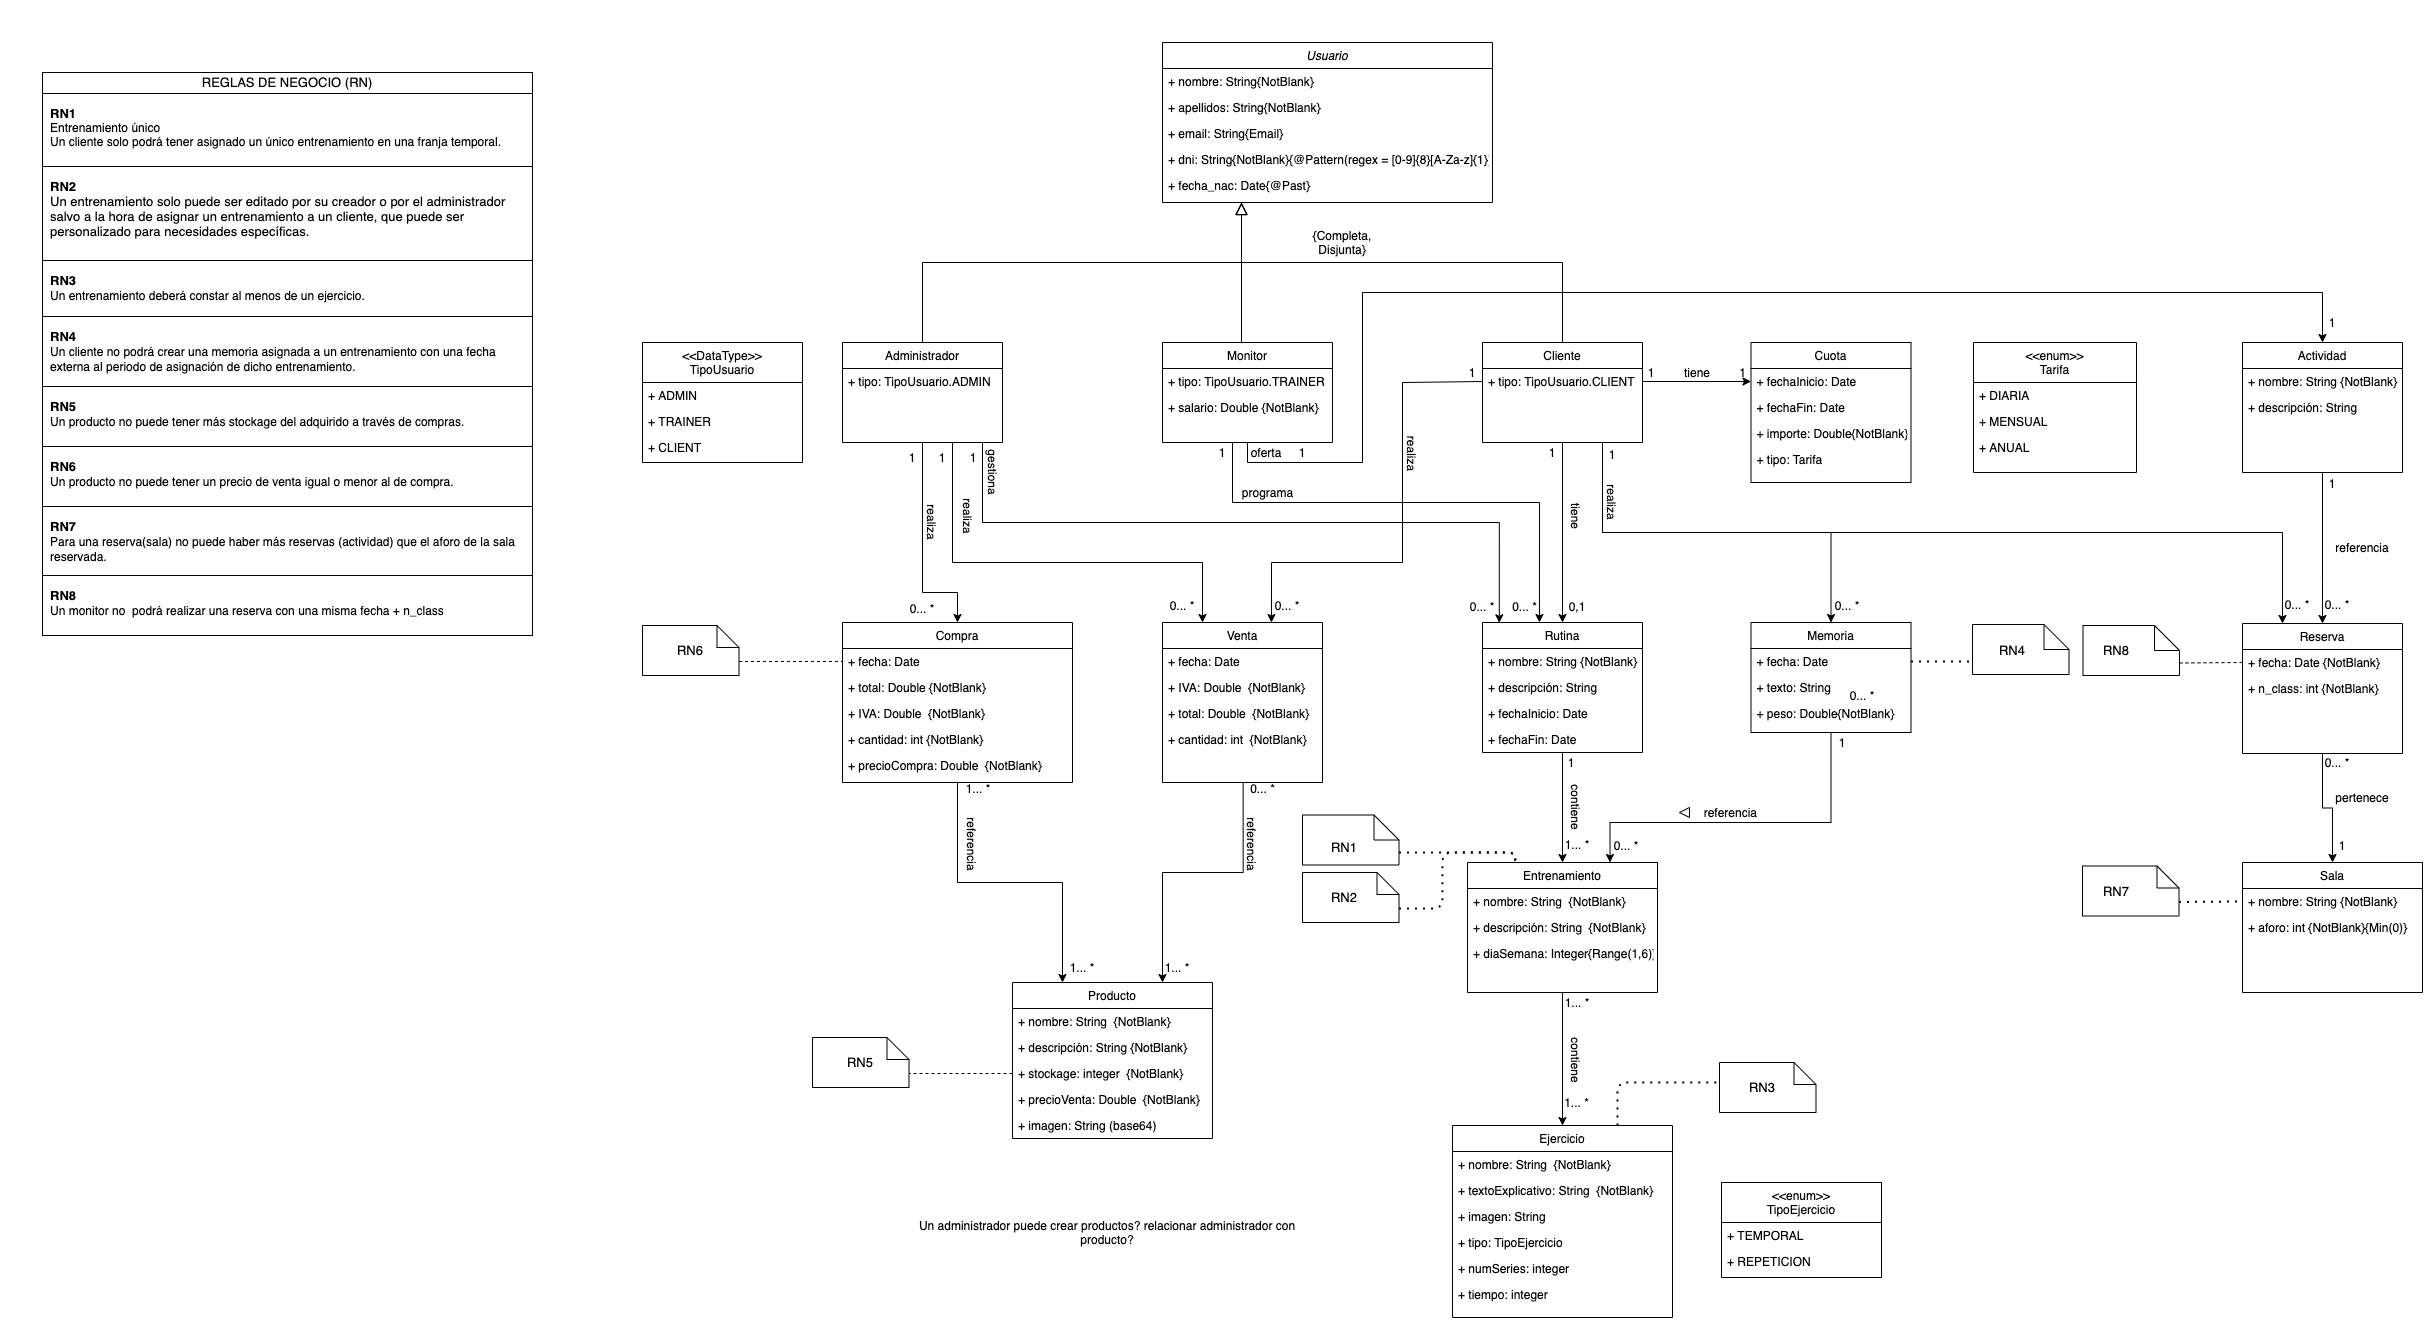 REGLAS DE NEGOCIO (RN)
RN1
Entrenamiento único
Un cliente solo podrá tener asignado un único entrenamiento en una franja temporal.
RN2
Un entrenamiento solo puede ser editado por su creador o por el administrador
salvo a la hora de asignar un entrenamiento a un cliente, que puede ser
personalizado para necesidades específicas.
RN3
Un entrenamiento deberá constar al menos de un ejercicio.
RN4
Un cliente no podrá crear una memoria asignada a un entrenamiento con una fecha
externa al periodo de asignación de dicho entrenamiento.
RN5
Un producto no puede tener más stockage del adquirido a través de compras.
RN6
Un producto no puede tener un precio de venta igual o menor al de compra.
RN7
Para una reserva(sala) no puede haber más reservas (actividad) que el aforo de la sala
reservada.
RN8
Un monitor no podrá realizar una reserva con una misma fecha + n_class
Usuario
+ nombre: String{NotBlank}
+ apellidos: String{NotBlank}
+ email: String{Email}
+ dni: String{NotBlank}{@Pattern(regex = [0-9]{8}[A-Za-z]{1}
+ fecha_nac: Date{@Past}
{Completa,
Disjunta}
<<DataType>>
TipoUsuario
+ ADMIN
+ TRAINER
+ CLIENT
Administrador
+ tipo: TipoUsuario.ADMIN
Monitor
+ tipo: TipoUsuario.TRAINER
+ salario: Double {NotBlank}
Cliente
+ tipo: TipoUsuario.CLIENT
1
1
tiene
1
Cuota
+ fechaInicio: Date
+ fechaFin: Date
+ importe: Double{NotBlank}
+ tipo: Tarifa
<<enum>>
Tarifa
+ DIARIA
+ MENSUAL
+ ANUAL
1
Actividad
+ nombre: String {NotBlank}
+ descripción: String
1
1
1
gestiona
realiza
realiza
1
oferta
1
programa
realiza
1
tiene
1
realiza
1
referencia
0... *
0... *
0... *
0... *
0... *
0,1
0... *
0... *
0... *
RN6
Compra
+ fecha: Date
+ total: Double {NotBlank}
+ IVA: Double {NotBlank}
+ cantidad: int {NotBlank}
+ precioCompra: Double {NotBlank}
Venta
+ fecha: Date
+ IVA: Double {NotBlank}
+ total: Double {NotBlank}
+ cantidad: int {NotBlank}
Rutina
+ nombre: String {NotBlank}
+ descripción: String
+ fechaInicio: Date
+ fechaFin: Date
Memoria
+ fecha: Date
+ texto: String
0... *
+ peso: Double{NotBlank}
RN4
RN8
Reserva
+ fecha: Date {NotBlank}
+ n_class: int {NotBlank}
1... *
referencia
0... *
referencia
1
contiene
1... *
1
referencia
0... *
0... *
pertenece
1
RN1
RN2
Entrenamiento
+ nombre: String {NotBlank}
+ descripción: String {NotBlank}
+ diaSemana: Integer{Range(1,6)}
RN7
Sala
+ nombre: String {NotBlank}
+ aforo: int {NotBlank}{Min(0)}
1... *
1... *
Producto
+ nombre: String {NotBlank}
+ descripción: String {NotBlank}
+ stockage: integer {NotBlank}
+ precioVenta: Double {NotBlank}
+ imagen: String (base64)
RN5
1... *
contiene
1... *
RN3
Ejercicio
+ nombre: String {NotBlank}
+ textoExplicativo: String {NotBlank}
+ imagen: String
+ tipo: TipoEjercicio
+ numSeries: integer
+ tiempo: integer
<<enum>>
TipoEjercicio
+ TEMPORAL
+ REPETICION
Un administrador puede crear productos? relacionar administrador con
producto?